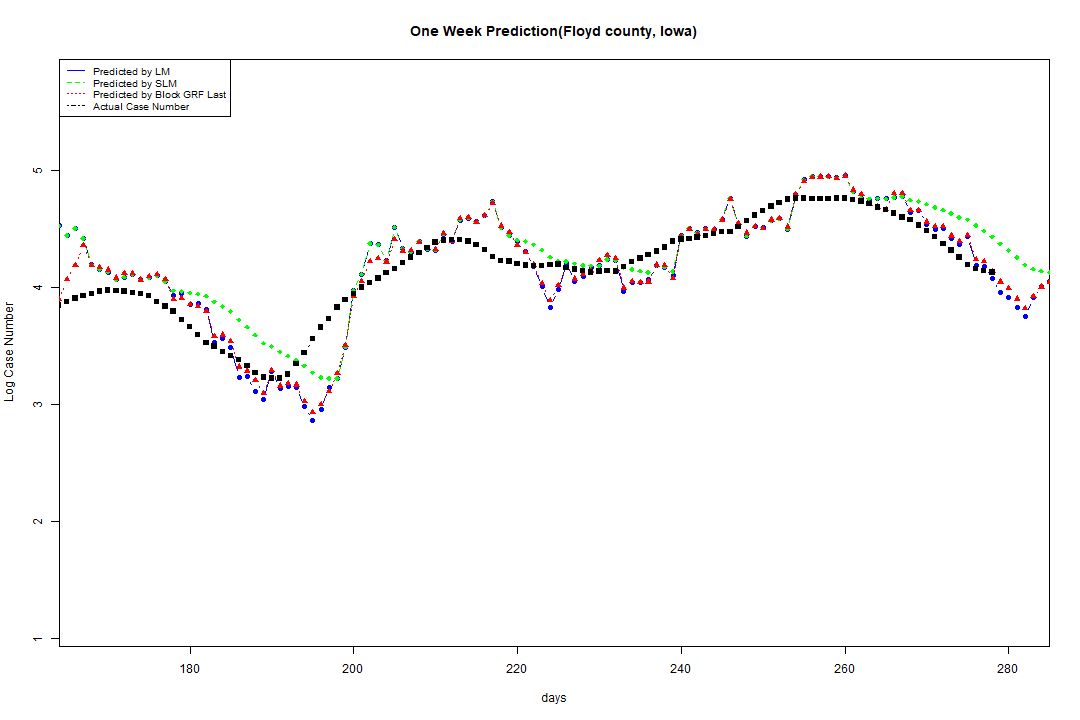 One Week Prediction(Floyd county, Iowa)
Predicted by LM
Predicted by SLM
Predicted by Block GRF Last
Actual Case Number
5
4
3
2
1
Log Case Number
180 200 220 240 260 280
days